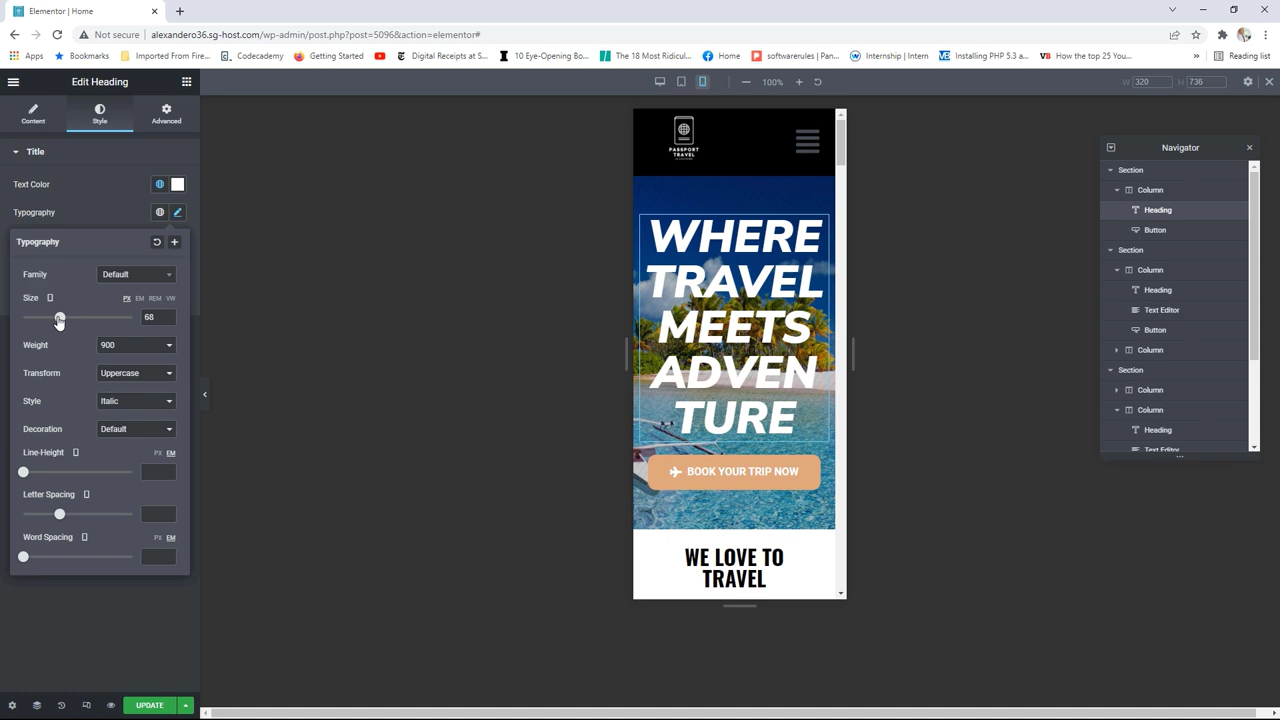 Elementor | Home
Not secure | alexandero36.sg-host.com/wp-admin/post.php?post=5096&action=elementor#
Apps Bookmarks Imported From Fire... Codecademy Getting Started Digital Receipts at S... 10 Eye-Opening Bo... The 18 Most Ridicul... Home softwarerules | Pan... Internship | Intern Installing PHP 5.3 a... How the top 25 You... » Reading list
Edit Heading
100%
W 320 H 736
Content Style Advanced
Title
Text Color
Typography
Typography
Family Default
Size PX EM REM VW
68
Weight 900
Transform Uppercase
Style Italic
Decoration Default
Line-Height PX EM
Letter Spacing
Word Spacing PX EM
UPDATE
PASSPORT
TRAVEL
WHERE
TRAVEL
MEETS
ADVEN
TURE
BOOK YOUR TRIP NOW
WE LOVE TO
TRAVEL
Navigator
Section
Column
Heading
Button
Section
Column
Heading
Text Editor
Button
Column
Section
Column
Column
Heading
Text Editor